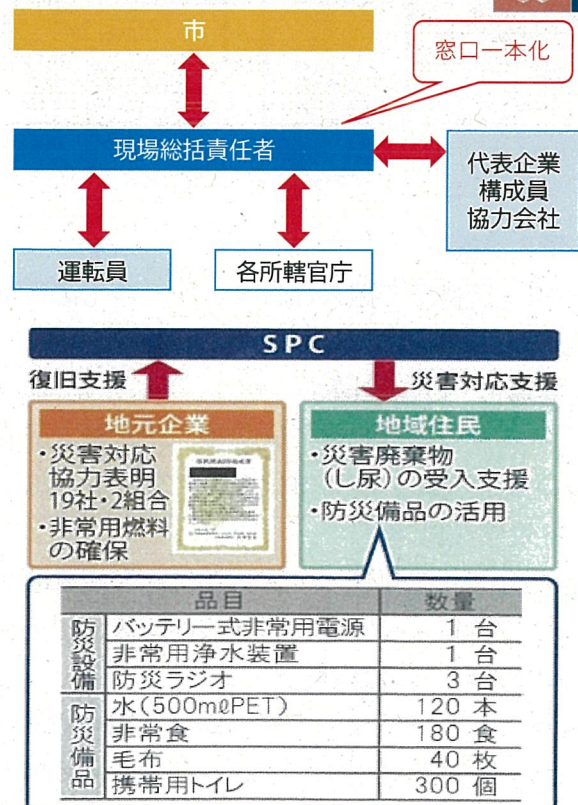 市
窓口一本化
現場総括責任者
代表企業
構成員
協力会社
運転員
各所轄官庁
SPC
復旧支援
災害対応支援
地元企業
・災害対応
協力表明
19社・2組合
・非常用燃料
の確保
地域住民
・災害廃棄物
(し尿)の受入支援
・防災備品の活用
品目 数量
防災設備
バッテリー式非常用電源 1 台
非常用浄水装置 1 台
防災ラジオ 3 台
防災備品
水(500mℓPET) 120 本
非常食 180 食
毛布 40 枚
携帯用トイレ 300 個